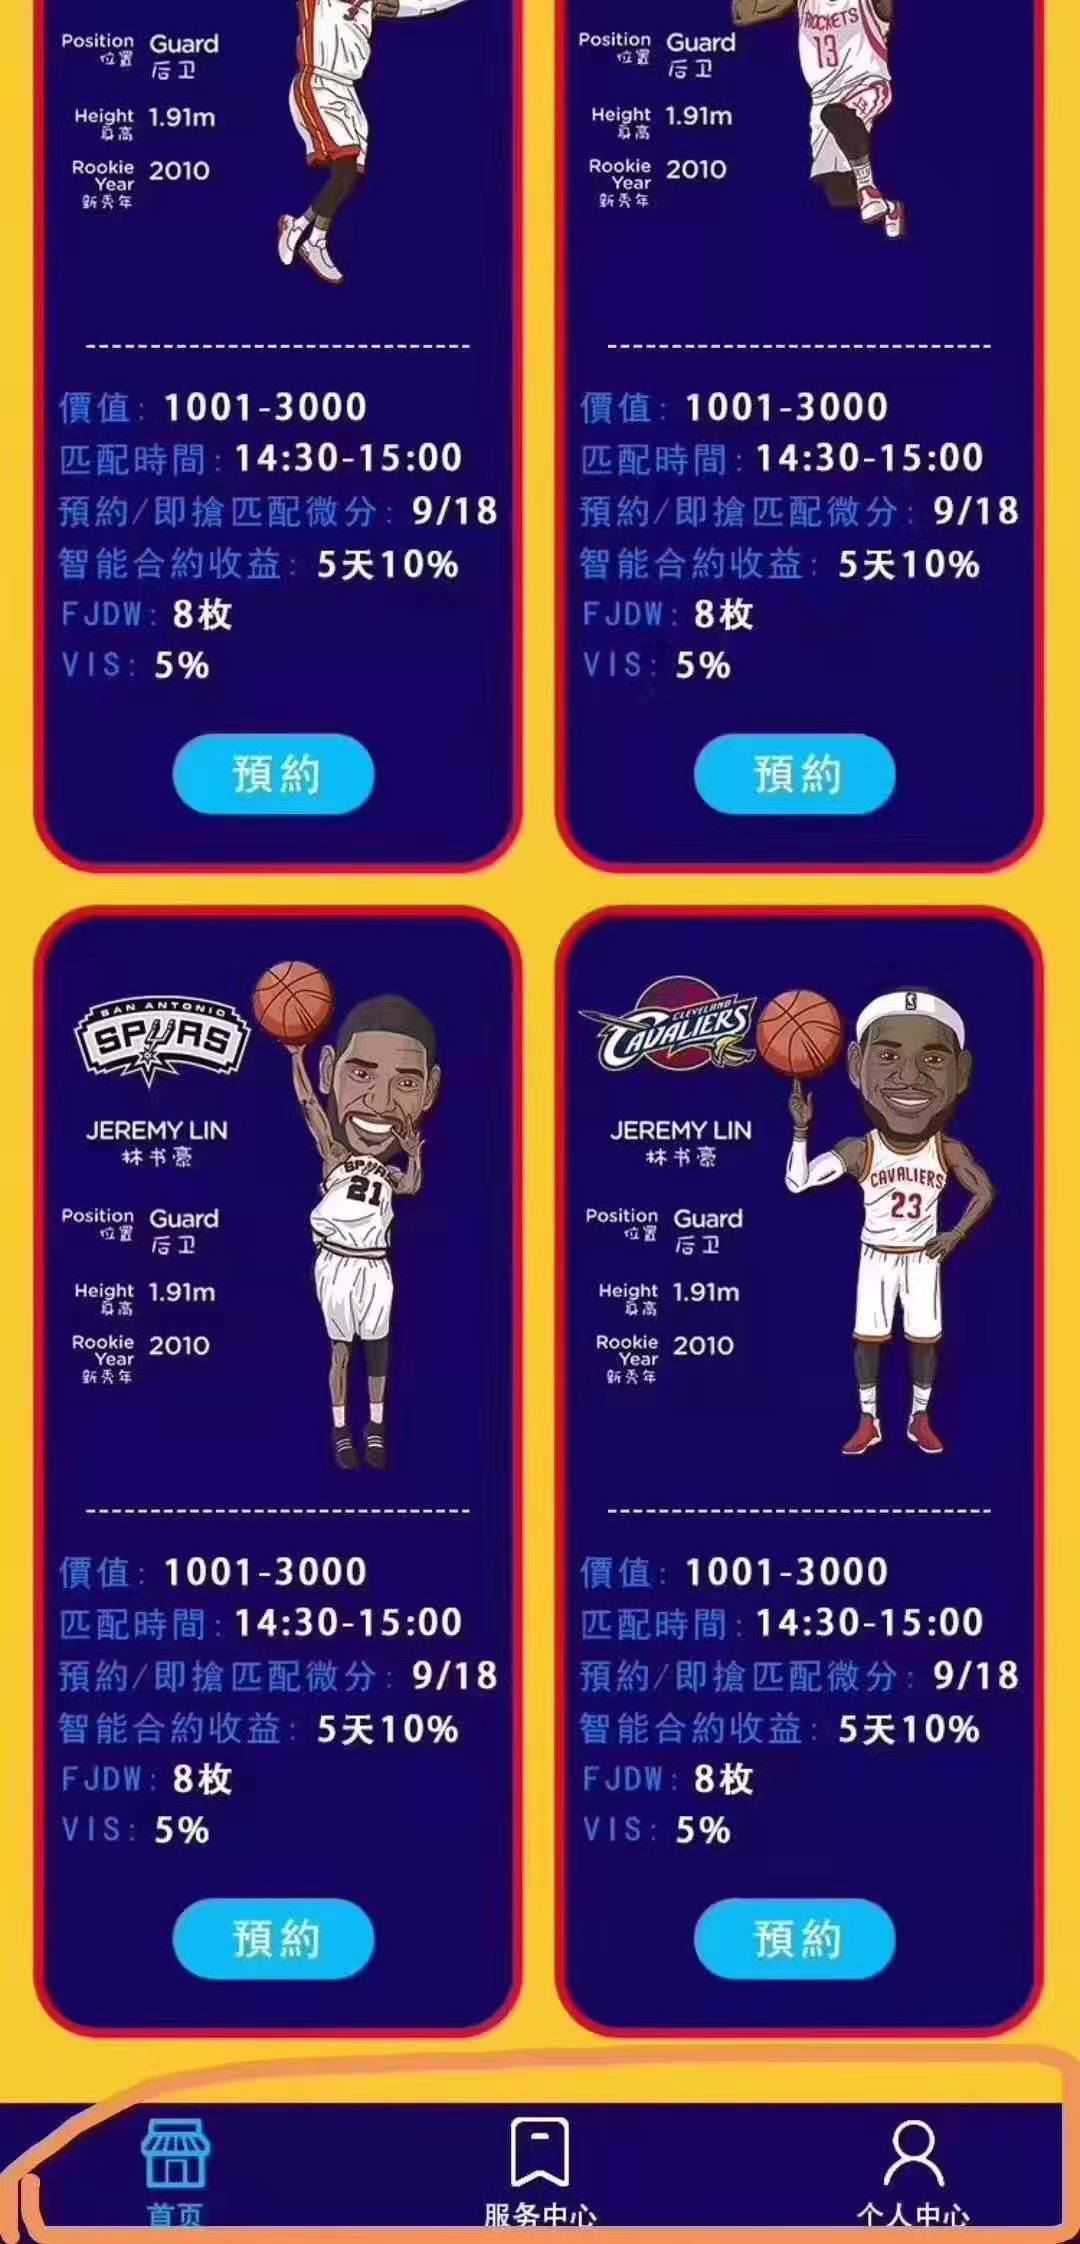 Position Guard
位置 后卫
Height 1.91m
身高
Rookie 2010
Year
新秀年
價值: 1001-3000
匹配時間: 14:30-15:00
預約/即搶匹配微分: 9/18
智能合約收益: 5天10%
FJDW: 8枚
VIS: 5%
預約
ROCKETS
13
Position Guard
位置 后卫
Height 1.91m
身高
Rookie 2010
Year
新秀年
價值: 1001-3000
匹配時間: 14:30-15:00
預約/即搶匹配微分: 9/18
智能合約收益: 5天10%
FJDW: 8枚
VIS: 5%
預約
SAN ANTONIO
SPURS
JEREMY LIN
林书豪
SPURS
21
Position Guard
位置 后卫
Height 1.91m
身高
Rookie 2010
Year
新秀年
價值: 1001-3000
匹配時間: 14:30-15:00
預約/即搶匹配微分: 9/18
智能合約收益: 5天10%
FJDW: 8枚
VIS: 5%
預約
CLEVELAND
CAVALIERS
JEREMY LIN
林书豪
CAVALIERS
23
Position Guard
位置 后卫
Height 1.91m
身高
Rookie 2010
Year
新秀年
價值: 1001-3000
匹配時間: 14:30-15:00
預約/即搶匹配微分: 9/18
智能合約收益: 5天10%
FJDW: 8枚
VIS: 5%
預約
首页 服务中心 个人中心